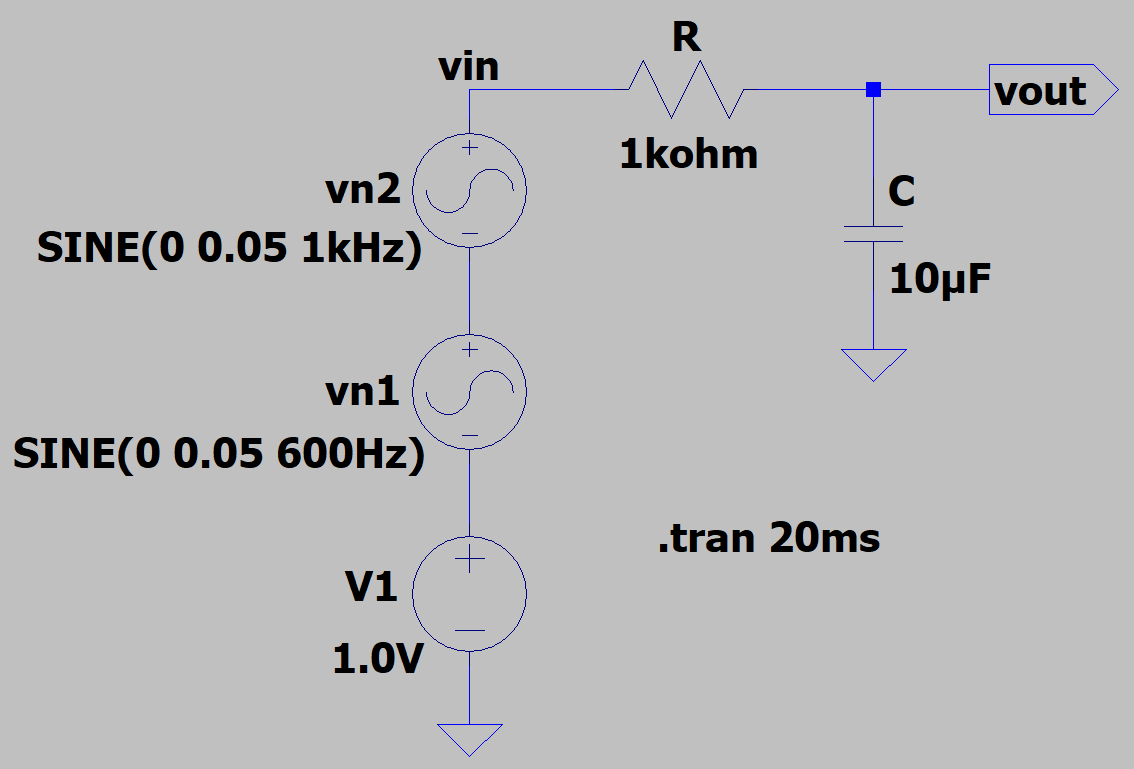 R
vin
vout
1kohm
vn2
C
SINE(0 0.05 1kHz)
10µF
vn1
SINE(0 0.05 600Hz)
.tran 20ms
V1
1.0V